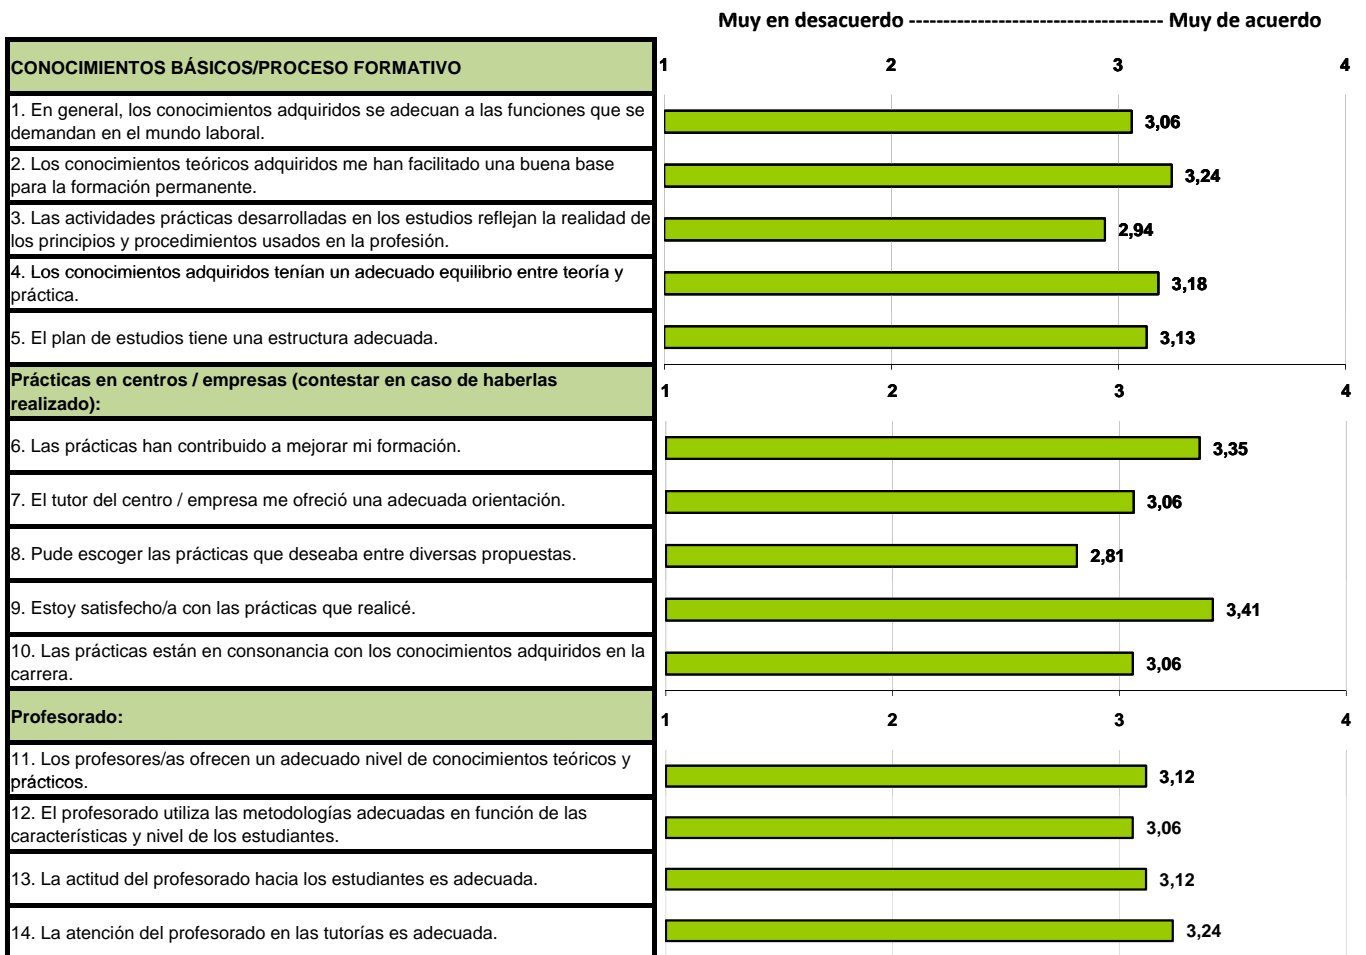 Muy en desacuerdo ------------------------------------- Muy de acuerdo
CONOCIMIENTOS BÁSICOS/PROCESO FORMATIVO
1 2 3 4
1. En general, los conocimientos adquiridos se adecuan a las funciones que se
demandan en el mundo laboral.
3,06
2. Los conocimientos teóricos adquiridos me han facilitado una buena base
para la formación permanente.
3,24
3. Las actividades prácticas desarrolladas en los estudios reflejan la realidad de
los principios y procedimientos usados en la profesión.
2,94
4. Los conocimientos adquiridos tenían un adecuado equilibrio entre teoría y
práctica.
3,18
5. El plan de estudios tiene una estructura adecuada.
3,13
Prácticas en centros / empresas (contestar en caso de haberlas
realizado):
1 2 3 4
6. Las prácticas han contribuido a mejorar mi formación.
3,35
7. El tutor del centro / empresa me ofreció una adecuada orientación.
3,06
8. Pude escoger las prácticas que deseaba entre diversas propuestas.
2,81
9. Estoy satisfecho/a con las prácticas que realicé.
3,41
10. Las prácticas están en consonancia con los conocimientos adquiridos en la
carrera.
3,06
Profesorado:
1 2 3 4
11. Los profesores/as ofrecen un adecuado nivel de conocimientos teóricos y
prácticos.
3,12
12. El profesorado utiliza las metodologías adecuadas en función de las
características y nivel de los estudiantes.
3,06
13. La actitud del profesorado hacia los estudiantes es adecuada.
3,12
14. La atención del profesorado en las tutorías es adecuada.
3,24